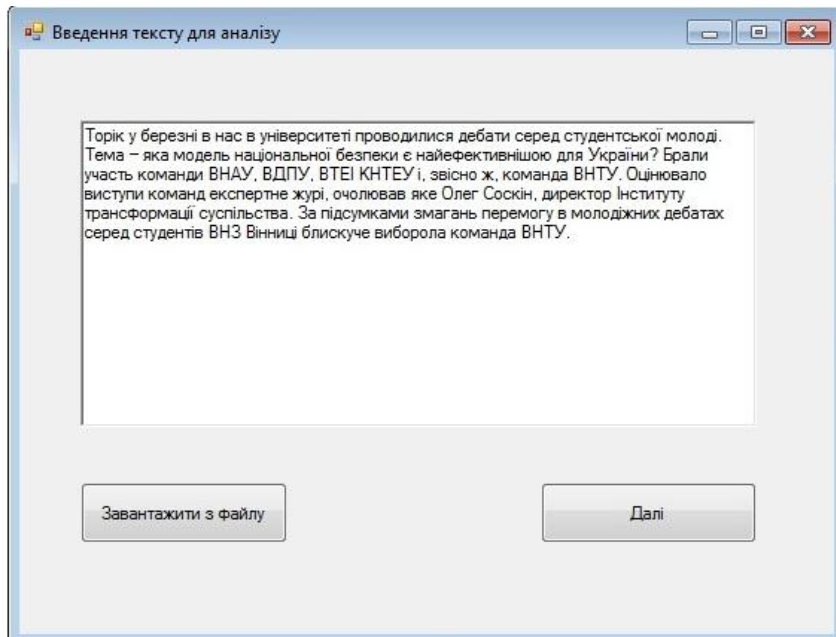 Введення тексту для аналізу
Торік у березні в нас в університеті проводилися дебати серед студентської молоді.
Тема – яка модель національної безпеки є найефективнішою для України? Брали
участь команди ВНАУ, ВДПУ, ВТЕІ КНТЕУ і, звісно ж, команда ВНТУ. Оцінювало
виступи команд експертне журі, очолював яке Олег Соскін, директор Інституту
трансформації суспільства. За підсумками змагань перемогу в молодіжних дебатах
серед студентів ВНЗ Вінниці блискуче виборола команда ВНТУ.
Завантажити з файлу
Далі